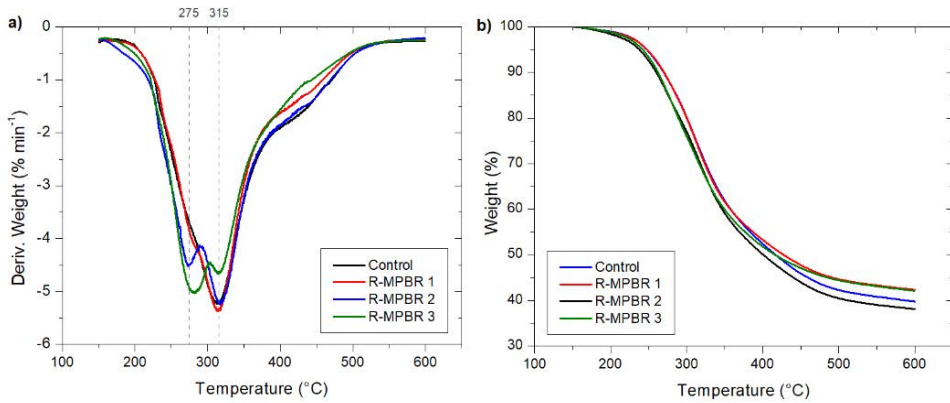 275 315
a)
0
-1
-2
-3
-4
-5
-6
Deriv. Weight (% min⁻¹)
Control
R-MPBR 1
R-MPBR 2
R-MPBR 3
100 200 300 400 500 600
Temperature (°C)
b)
100
90
80
70
60
50
40
30
Weight (%)
Control
R-MPBR 1
R-MPBR 2
R-MPBR 3
100 200 300 400 500 600
Temperature (°C)